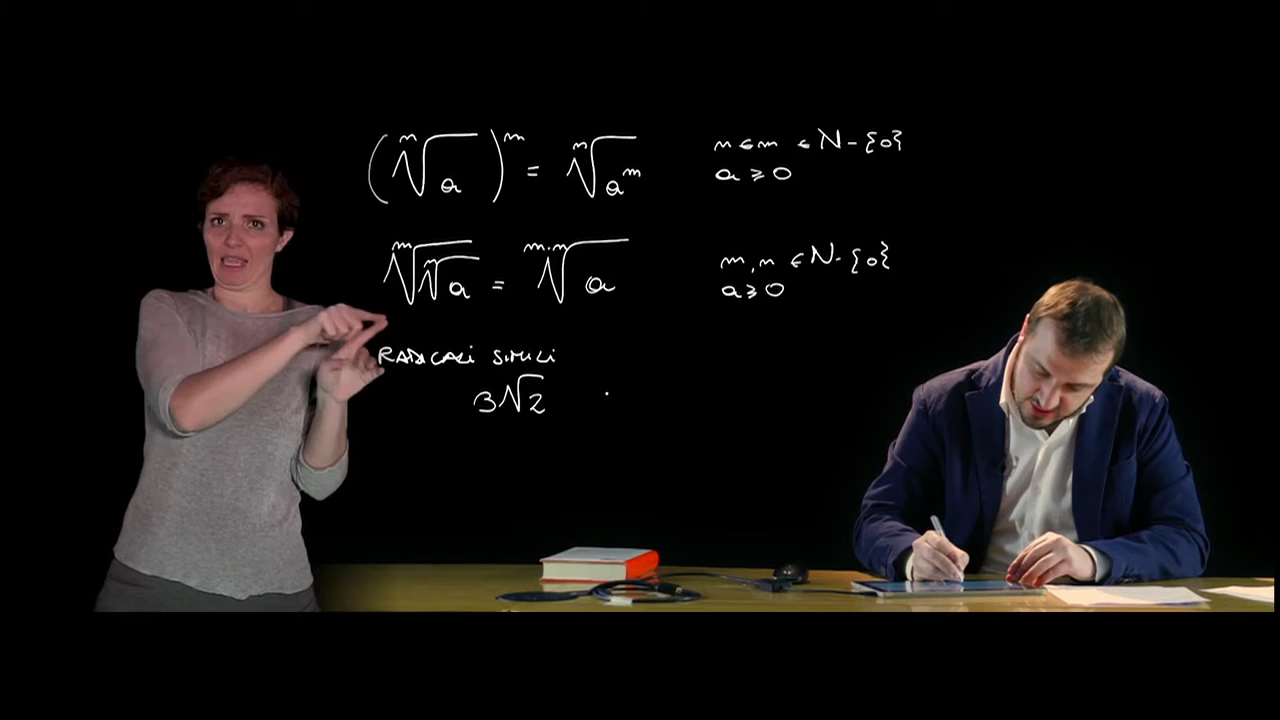 (ⁿ√a)ᵐ = ⁿ√aᵐ   n e m ∈ N - {0}
a ⩾ 0
ᵐ√ⁿ√a = ᵐ·ⁿ√a   m, n ∈ N - {0}
a ⩾ 0
RADICALI SIMILI
3√2